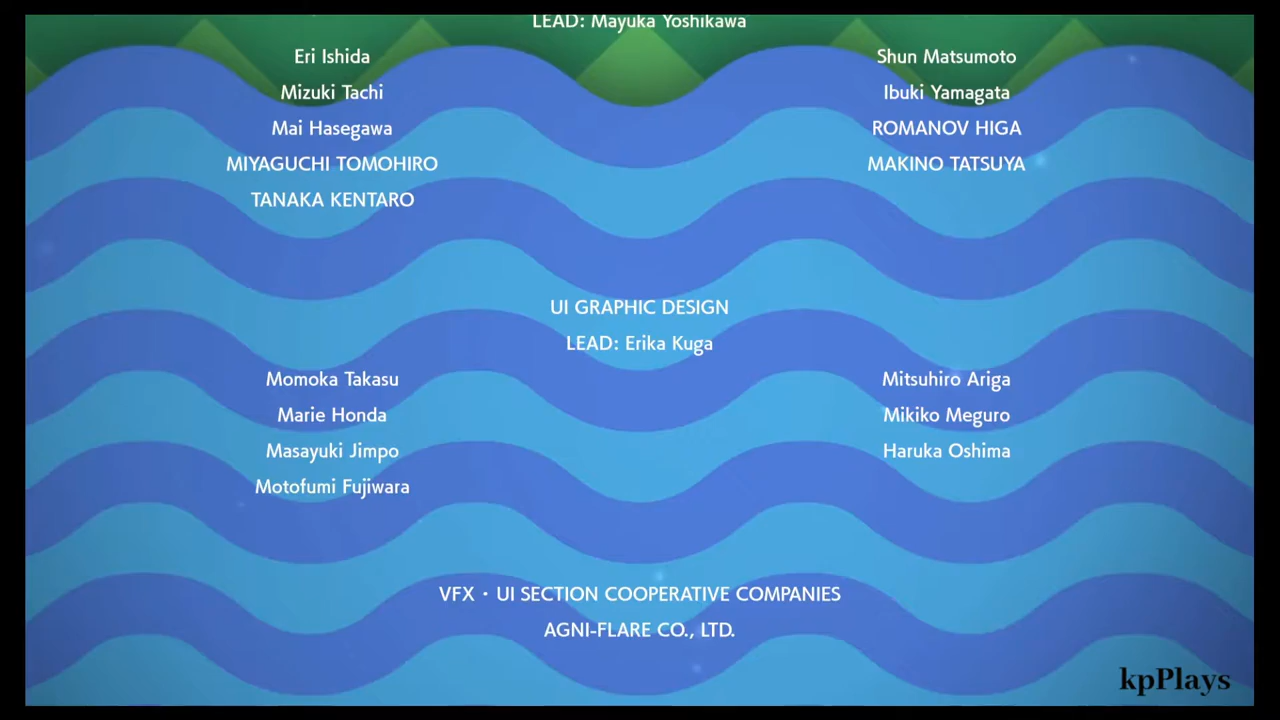 LEAD: Mayuka Yoshikawa
Eri Ishida
Shun Matsumoto
Mizuki Tachi
Ibuki Yamagata
Mai Hasegawa
ROMANOV HIGA
MIYAGUCHI TOMOHIRO
MAKINO TATSUYA
TANAKA KENTARO
UI GRAPHIC DESIGN
LEAD: Erika Kuga
Momoka Takasu
Mitsuhiro Ariga
Marie Honda
Mikiko Meguro
Masayuki Jimpo
Haruka Oshima
Motofumi Fujiwara
VFX・UI SECTION COOPERATIVE COMPANIES
AGNI-FLARE CO., LTD.
kpPlays